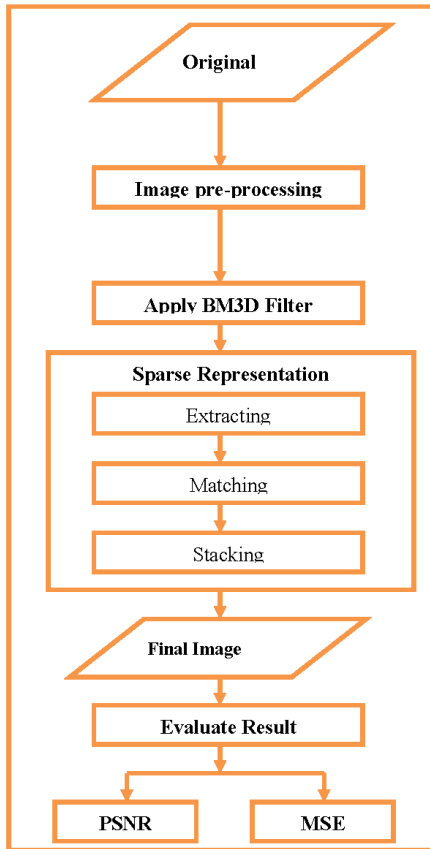 Original
Image pre-processing
Apply BM3D Filter
Sparse Representation
Extracting
Matching
Stacking
Final Image
Evaluate Result
PSNR
MSE